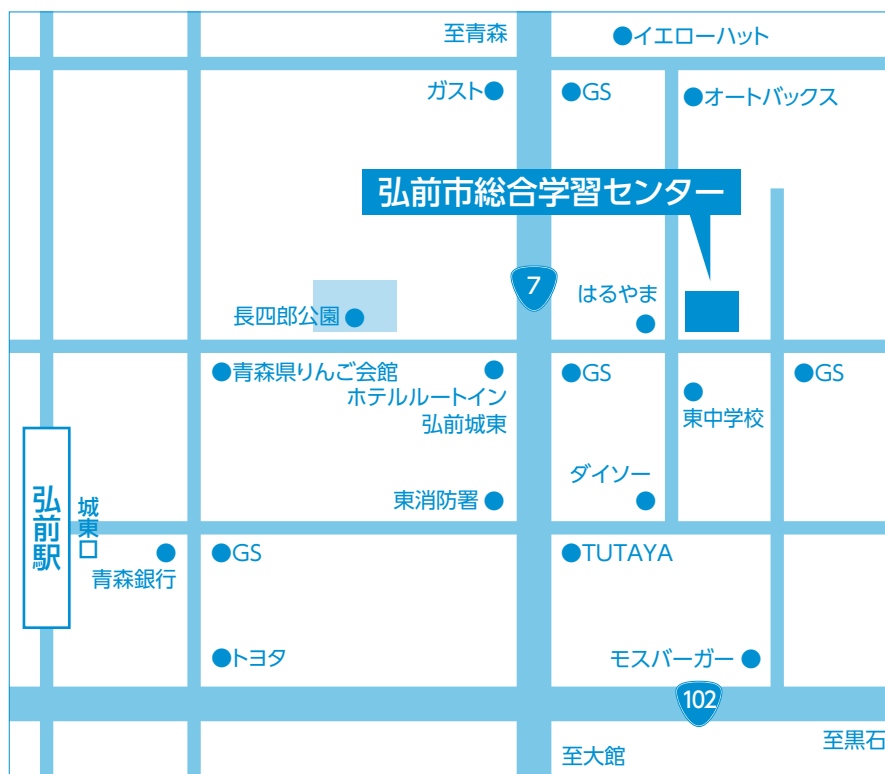 至青森
イエローハット
ガスト
GS
オートバックス
弘前市総合学習センター
7
はるやま
長四郎公園
青森県りんご会館
ホテルルートイン
弘前城東
GS
東中学校
GS
弘前駅
城東口
東消防署
ダイソー
青森銀行
GS
TUTAYA
トヨタ
モスバーガー
102
至大館
至黒石